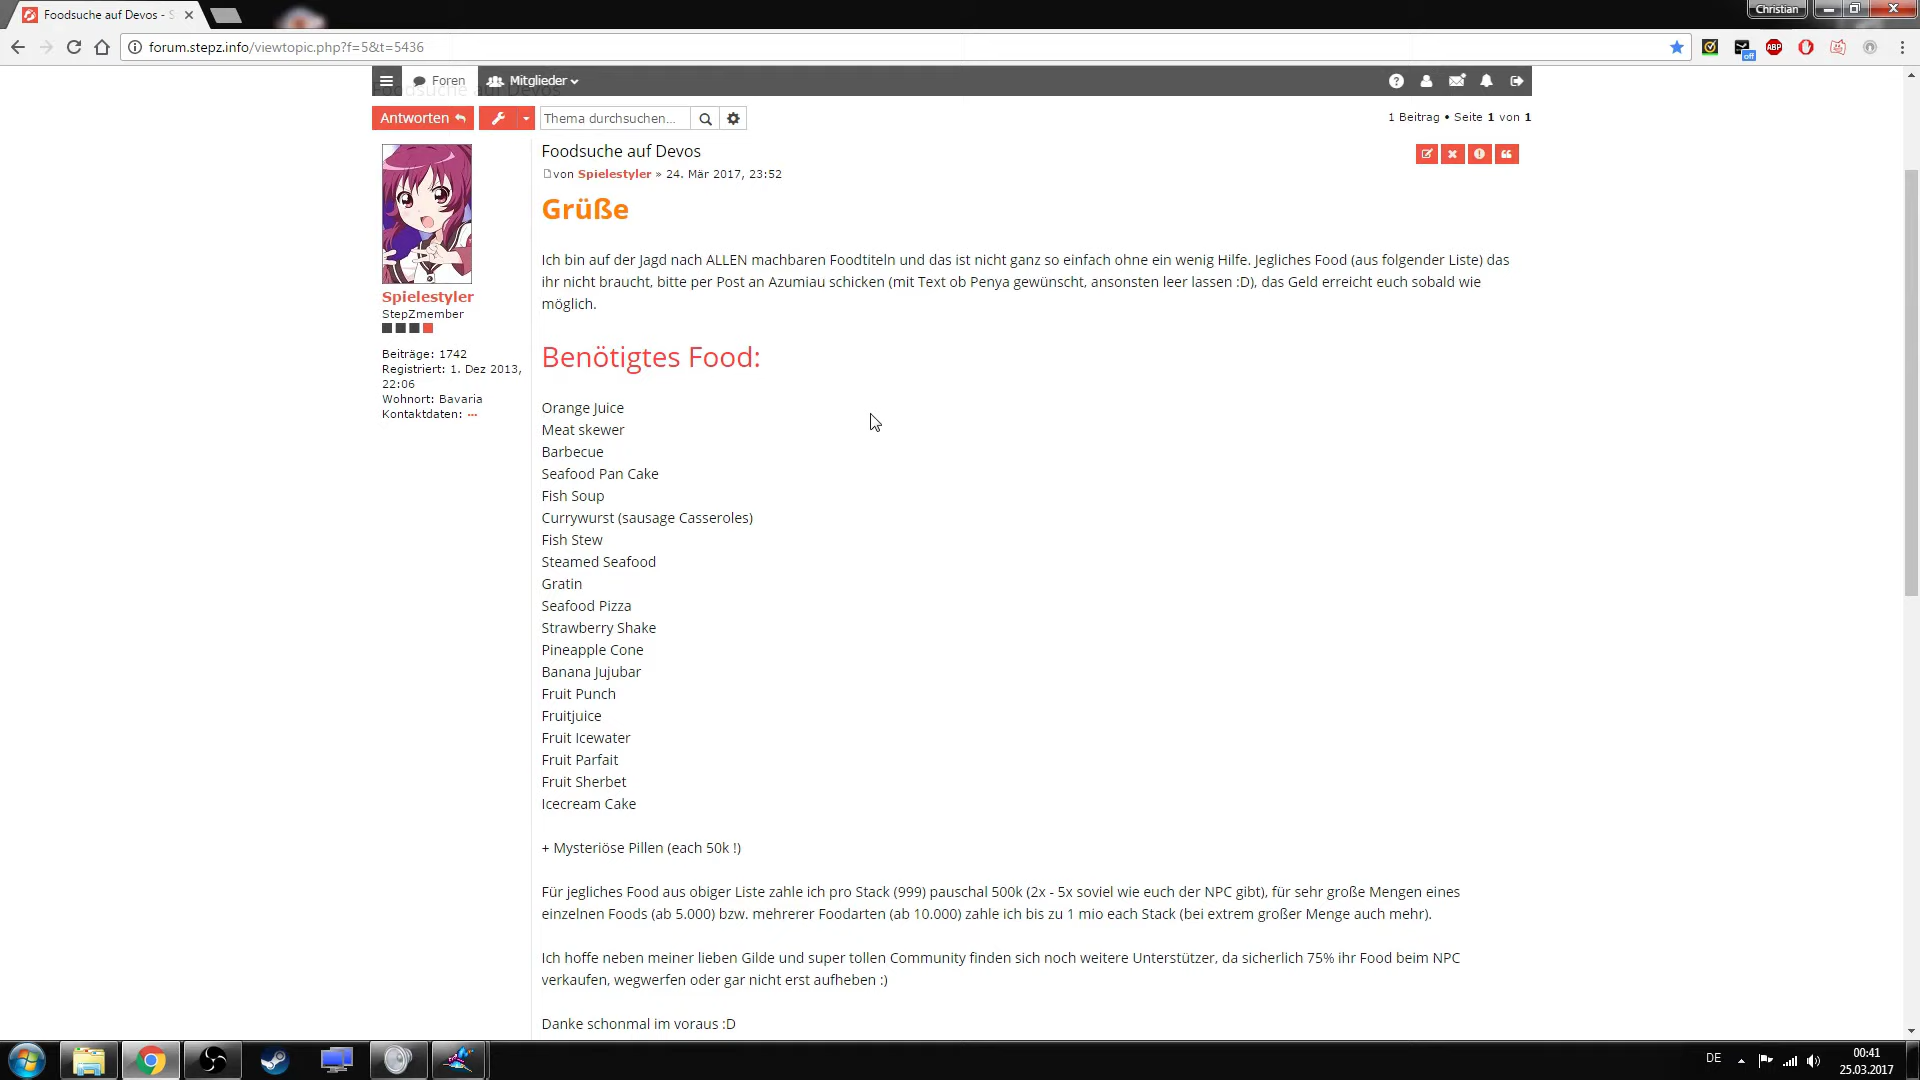 Foodsuche auf Devos - S
Christian
forum.stepz.info/viewtopic.php?f=5&t=5436
ABP
off
Foren
Mitglieder
Foodsuche auf Devos
Antworten
Thema durchsuchen...
1 Beitrag • Seite 1 von 1
Foodsuche auf Devos
von Spielestyler » 24. Mär 2017, 23:52
Grüße
Ich bin auf der Jagd nach ALLEN machbaren Foodtiteln und das ist nicht ganz so einfach ohne ein wenig Hilfe. Jegliches Food (aus folgender Liste) das
ihr nicht braucht, bitte per Post an Azumiau schicken (mit Text ob Penya gewünscht, ansonsten leer lassen :D), das Geld erreicht euch sobald wie
möglich.
Spielestyler
StepZmember
Beiträge: 1742
Registriert: 1. Dez 2013,
22:06
Wohnort: Bavaria
Kontaktdaten:
Benötigtes Food:
Orange Juice
Meat skewer
Barbecue
Seafood Pan Cake
Fish Soup
Currywurst (sausage Casseroles)
Fish Stew
Steamed Seafood
Gratin
Seafood Pizza
Strawberry Shake
Pineapple Cone
Banana Jujubar
Fruit Punch
Fruitjuice
Fruit Icewater
Fruit Parfait
Fruit Sherbet
Icecream Cake
+ Mysteriöse Pillen (each 50k !)
Für jegliches Food aus obiger Liste zahle ich pro Stack (999) pauschal 500k (2x - 5x soviel wie euch der NPC gibt), für sehr große Mengen eines
einzelnen Foods (ab 5.000) bzw. mehrerer Foodarten (ab 10.000) zahle ich bis zu 1 mio each Stack (bei extrem großer Menge auch mehr).
Ich hoffe neben meiner lieben Gilde und super tollen Community finden sich noch weitere Unterstützer, da sicherlich 75% ihr Food beim NPC
verkaufen, wegwerfen oder gar nicht erst aufheben :)
Danke schonmal im voraus :D
DE
00:41
25.03.2017